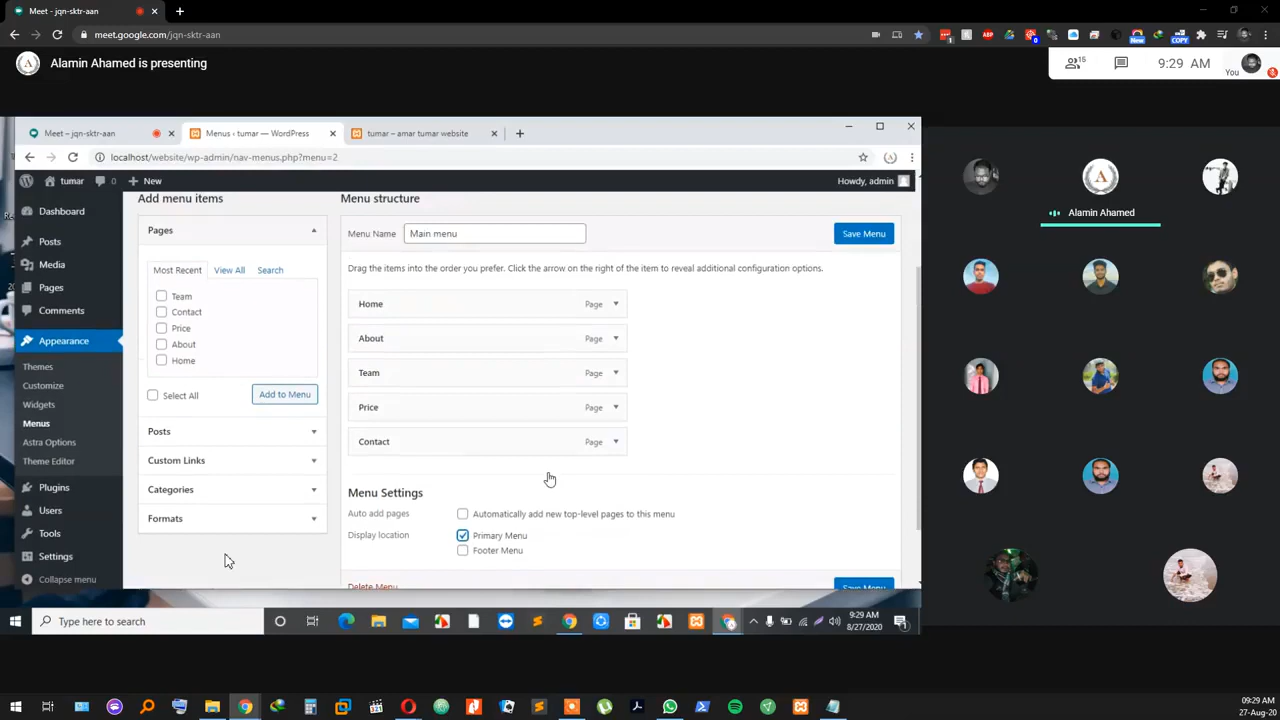 Meet - jqn-sktr-aan
meet.google.com/jqn-sktr-aan
Alamin Ahamed is presenting
15
9:29 AM
You
New
COPY
Meet – jqn-sktr-aan
Menus ‹ tumar — WordPress
tumar – amar tumar website
localhost/website/wp-admin/nav-menus.php?menu=2
tumar
0
New
Howdy, admin
Dashboard
Posts
Media
Pages
Comments
Appearance
Themes
Customize
Widgets
Menus
Astra Options
Theme Editor
Plugins
Users
Tools
Settings
Collapse menu
Add menu items
Pages
Most Recent View All Search
Team
Contact
Price
About
Home
Select All
Add to Menu
Posts
Custom Links
Categories
Formats
Menu structure
Menu Name Main menu
Save Menu
Drag the items into the order you prefer. Click the arrow on the right of the item to reveal additional configuration options.
Home Page
About Page
Team Page
Price Page
Contact Page
Menu Settings
Auto add pages Automatically add new top-level pages to this menu
Display location Primary Menu
Footer Menu
Delete Menu
Save Menu
Alamin Ahamed
Type here to search
9:29 AM
8/27/2020
09:29 AM
27-Aug-20